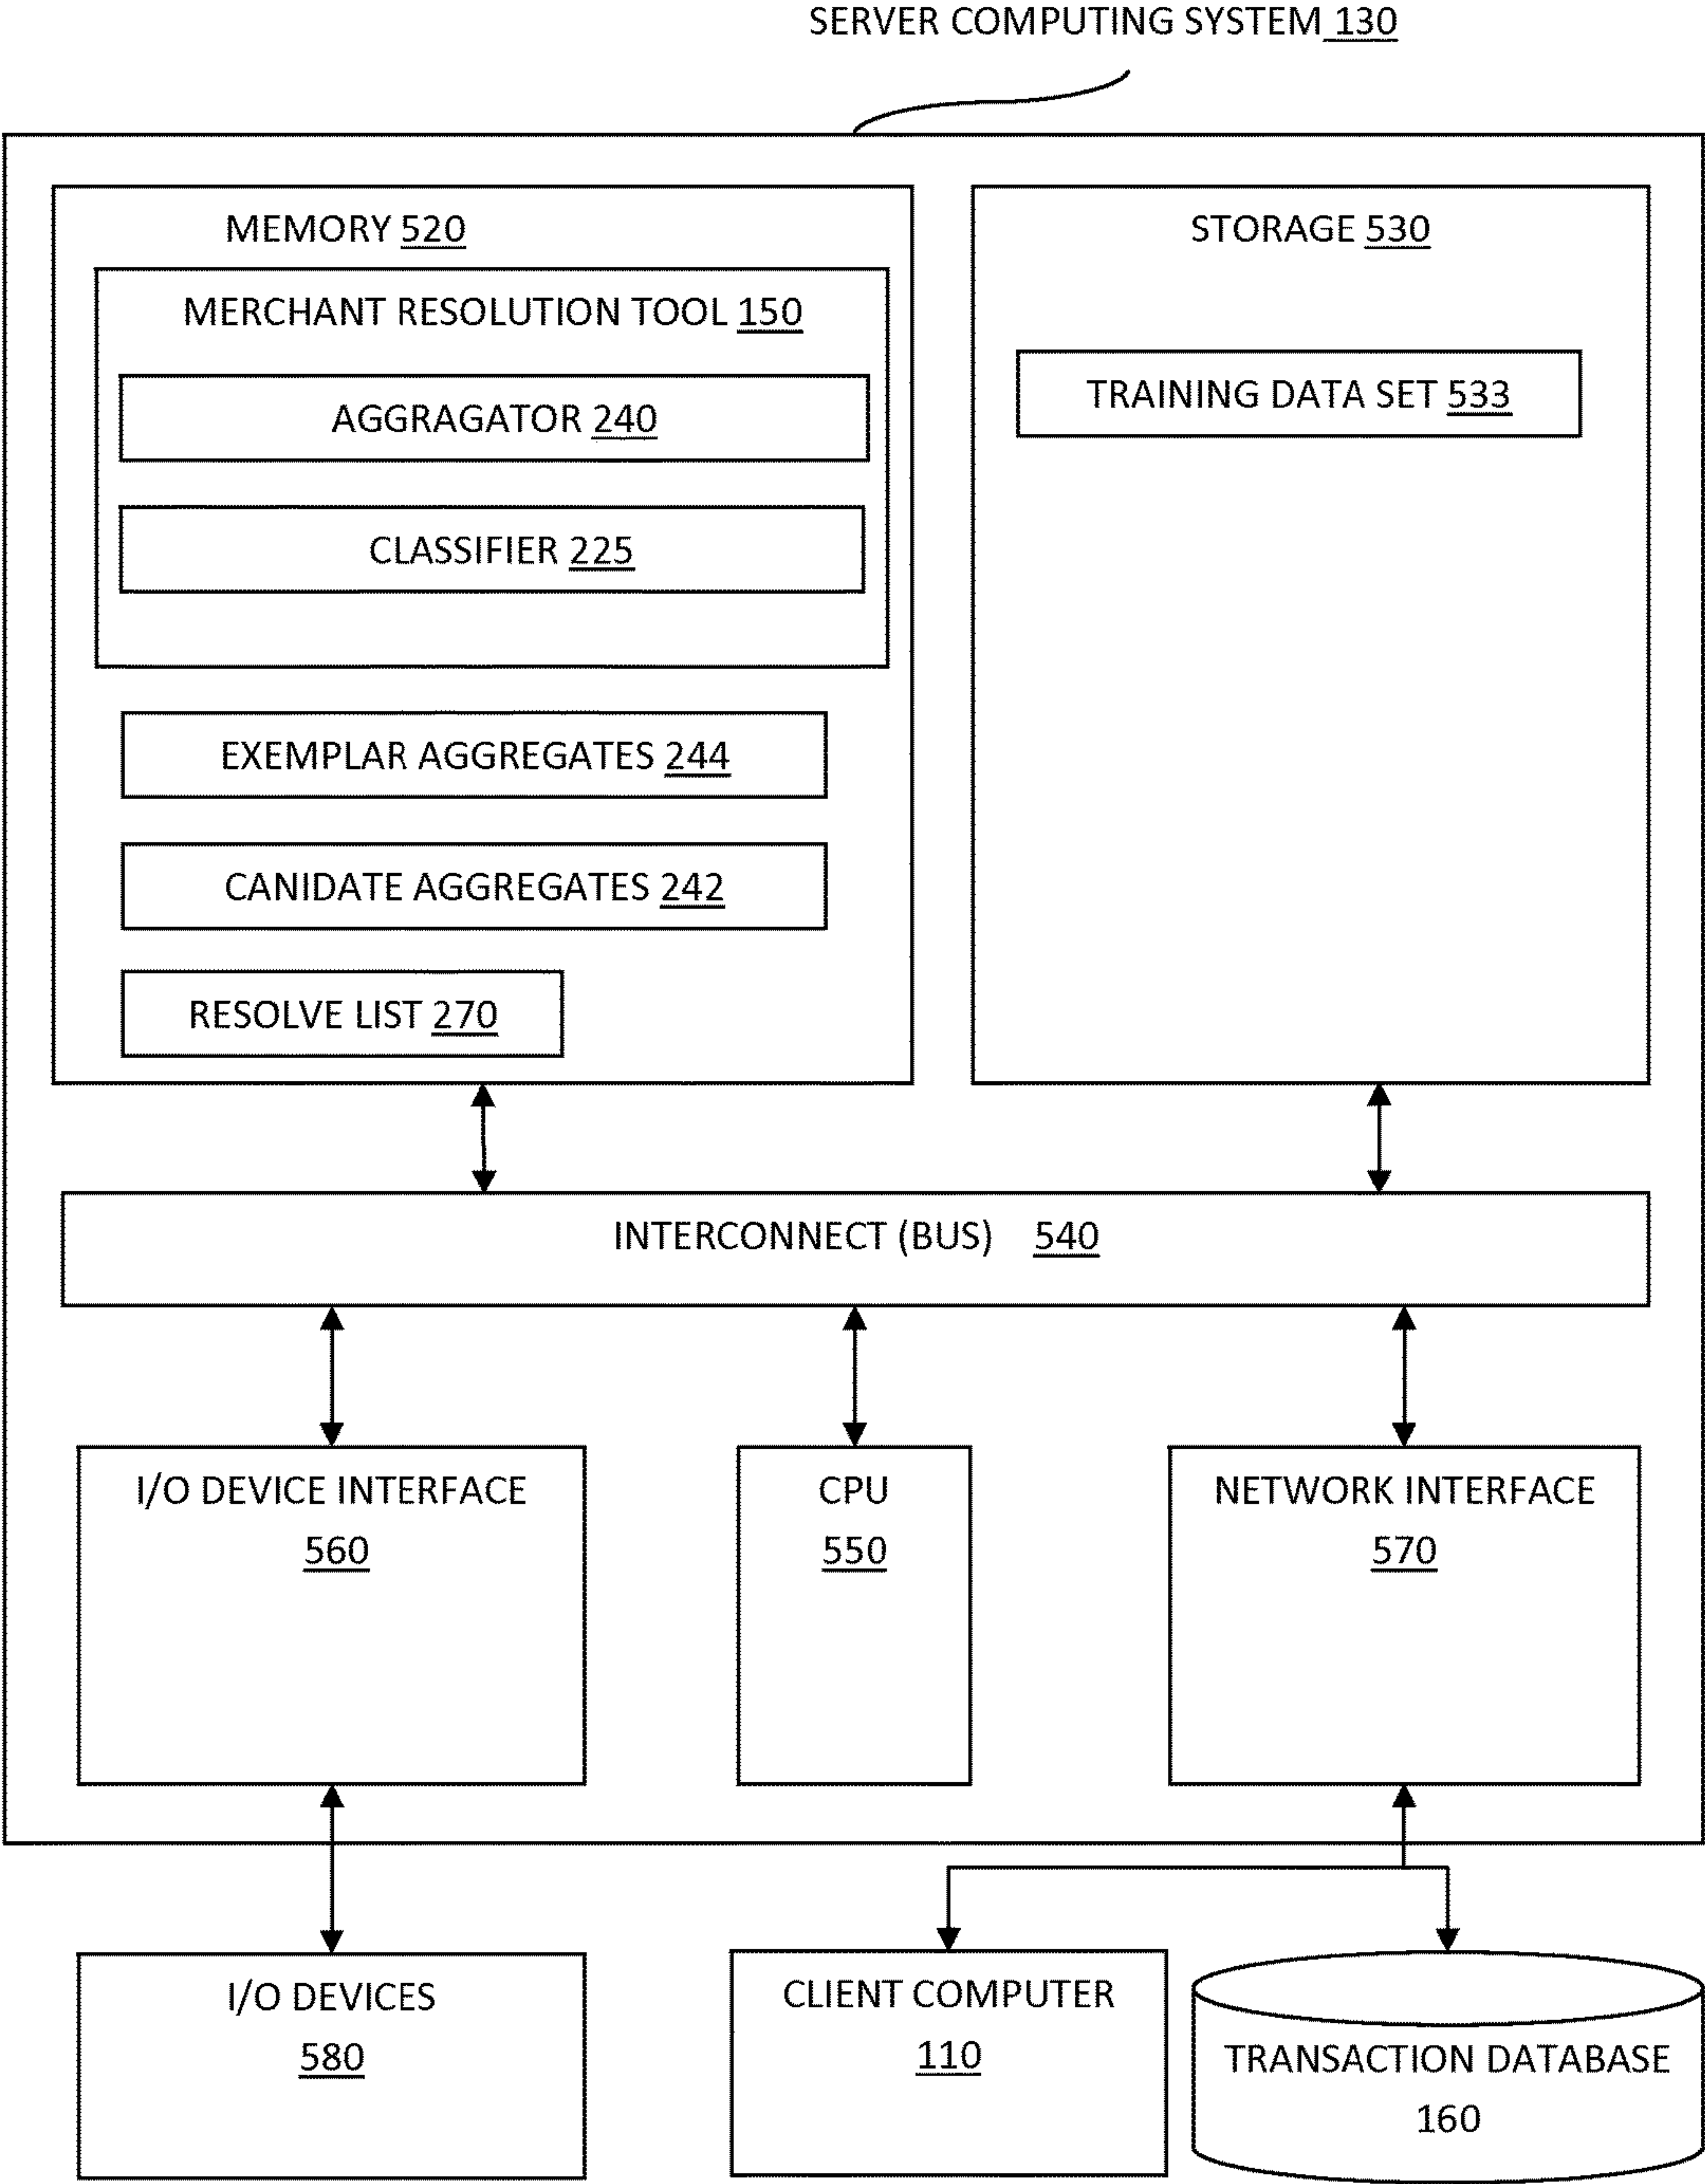 SERVER COMPUTING SYSTEM 130
MEMORY 520
MERCHANT RESOLUTION TOOL 150
AGGRAGATOR 240
CLASSIFIER 225
EXEMPLAR AGGREGATES 244
CANIDATE AGGREGATES 242
RESOLVE LIST 270
STORAGE 530
TRAINING DATA SET 533
INTERCONNECT (BUS) 540
I/O DEVICE INTERFACE
560
CPU
550
NETWORK INTERFACE
570
I/O DEVICES
580
CLIENT COMPUTER
110
TRANSACTION DATABASE
160